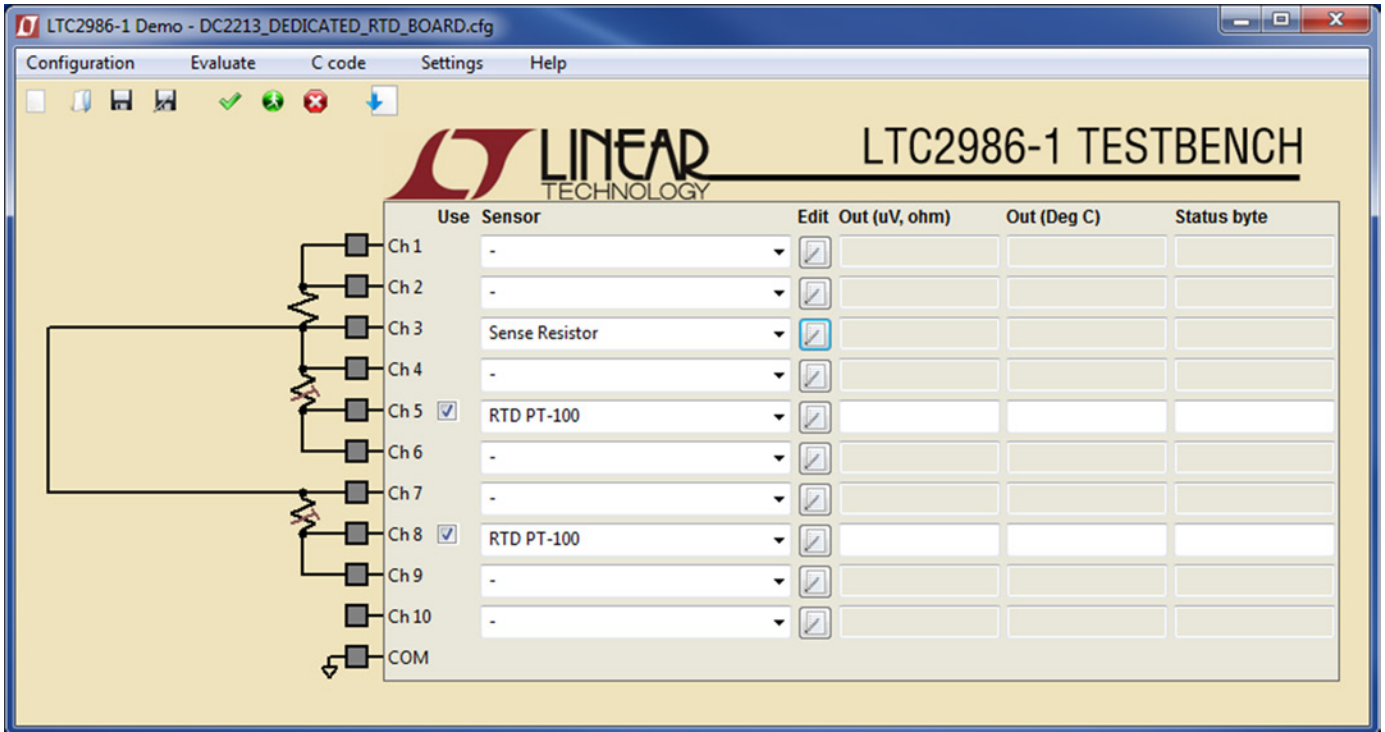 LTC2986-1 Demo - DC2213_DEDICATED_RTD_BOARD.cfg
Configuration Evaluate C code Settings Help
LINEAR
TECHNOLOGY
LTC2986-1 TESTBENCH
Use Sensor Edit Out (uV, ohm) Out (Deg C) Status byte
Ch 1 -
Ch 2 -
Ch 3 Sense Resistor
Ch 4 -
Ch 5 RTD PT-100
Ch 6 -
Ch 7 -
Ch 8 RTD PT-100
Ch 9 -
Ch 10 -
COM